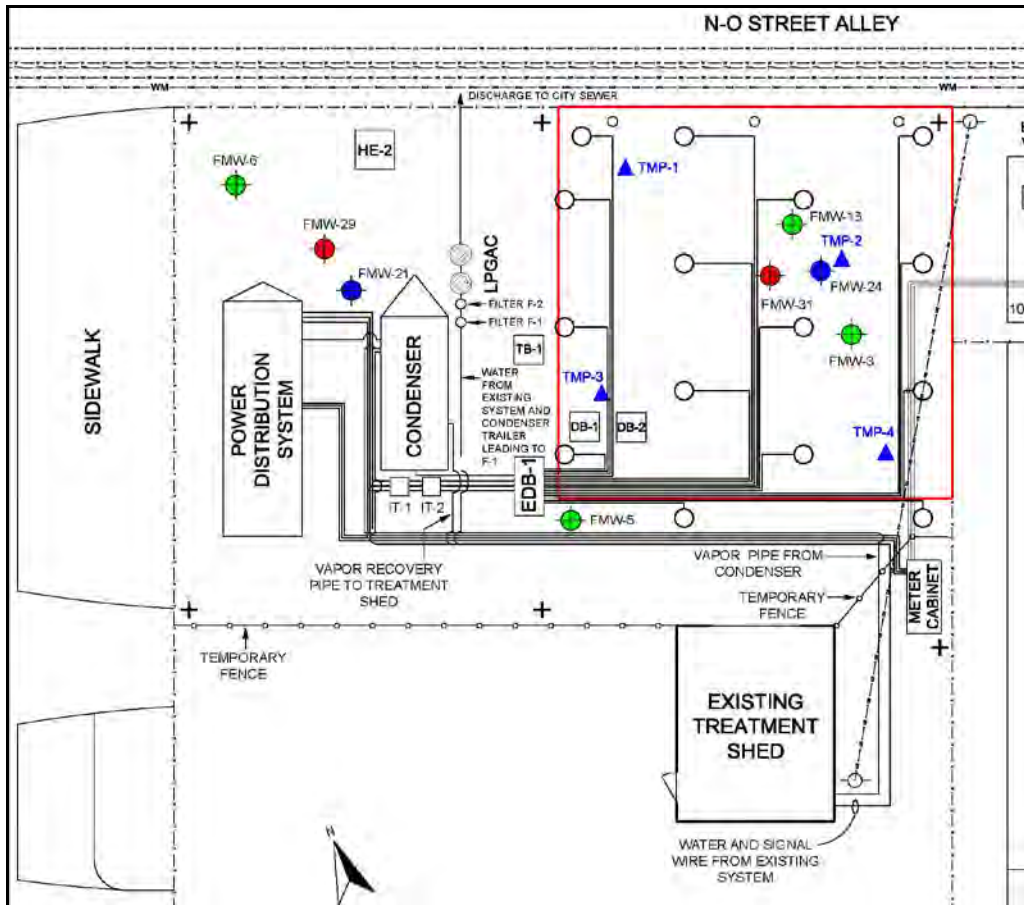 N-O STREET ALLEY
WM
WM
DISCHARGE TO CITY SEWER
HE-2
FMW-6
TMP-1
FMW-29
FMW-13
TMP-2
LPGAC
FMW-21
FMW-31
FMW-24
FILTER F-2
FILTER F-1
10
TB-1
FMW-3
SIDEWALK
POWER
DISTRIBUTION
SYSTEM
CONDENSER
WATER
FROM
EXISTING
SYSTEM AND
CONDENSER
TRAILER
LEADING TO
F-1
TMP-3
DB-1
DB-2
TMP-4
EDB-1
IT-1
IT-2
FMW-5
VAPOR RECOVERY
PIPE TO TREATMENT
SHED
VAPOR PIPE FROM
CONDENSER
TEMPORARY
FENCE
METER
CABINET
TEMPORARY
FENCE
EXISTING
TREATMENT
SHED
N
WATER AND SIGNAL
WIRE FROM EXISTING
SYSTEM